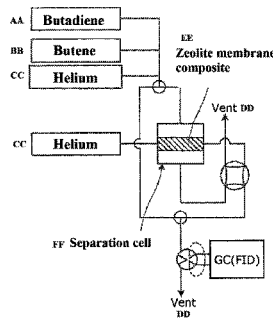 AA Butadiene
BB Butene
CC Helium
EE
Zeolite membrane
composite
Vent DD
CC Helium
FF Separation cell
GC(FID)
Vent
DD